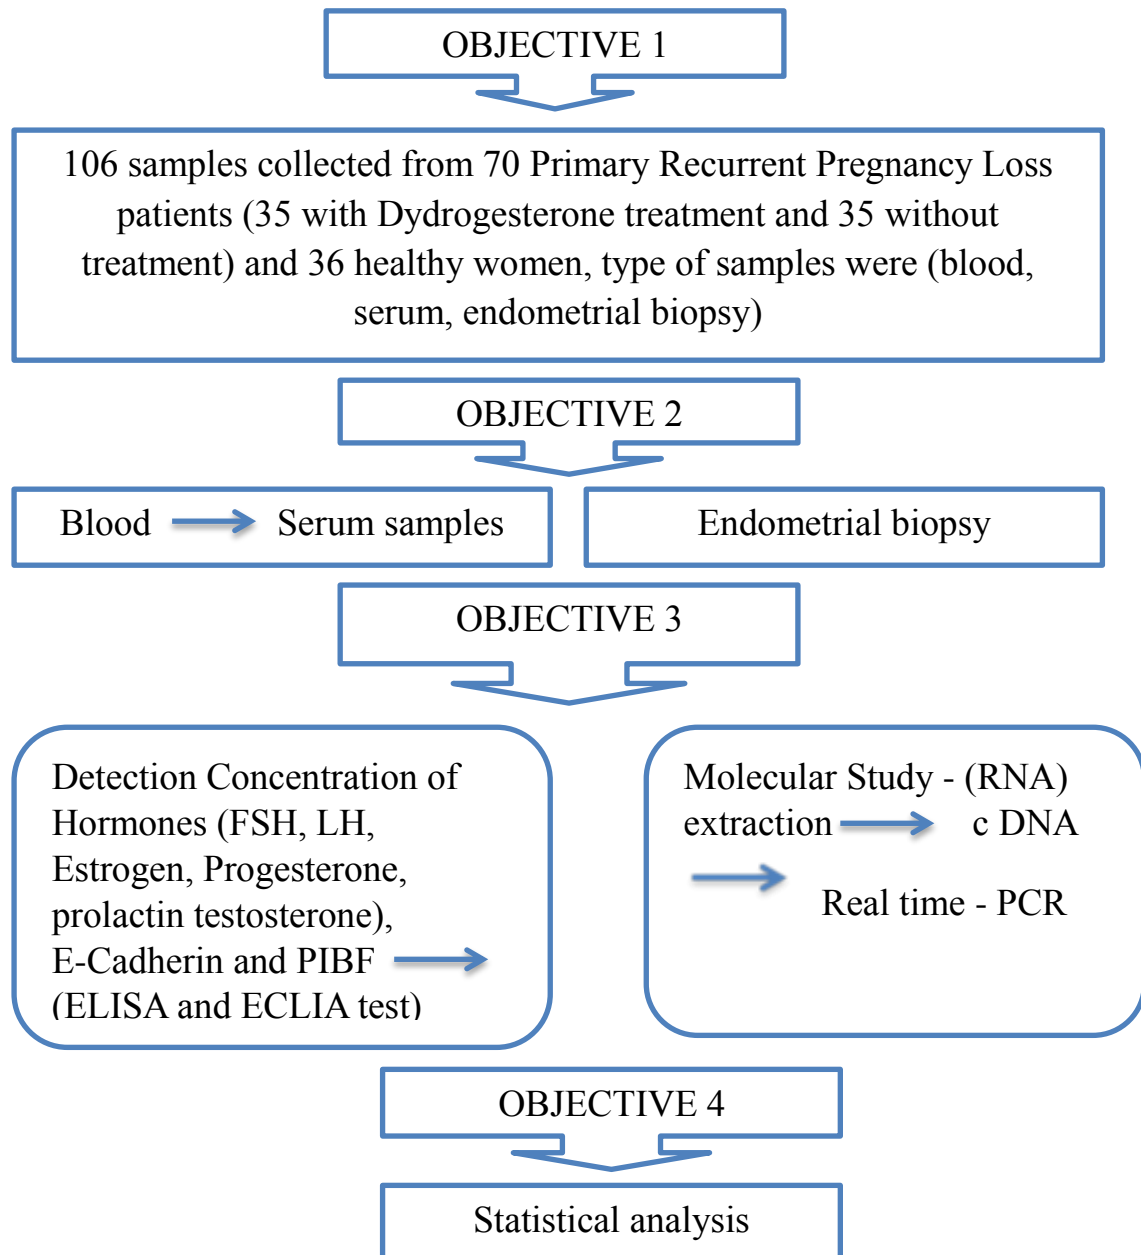 OBJECTIVE 1
106 samples collected from 70 Primary Recurrent Pregnancy Loss
patients (35 with Dydrogesterone treatment and 35 without
treatment) and 36 healthy women, type of samples were (blood,
serum, endometrial biopsy)
OBJECTIVE 2
Blood → Serum samples
Endometrial biopsy
OBJECTIVE 3
Detection Concentration of
Hormones (FSH, LH,
Estrogen, Progesterone,
prolactin testosterone),
E-Cadherin and PIBF →
(ELISA and ECLIA test)
Molecular Study - (RNA)
extraction → c DNA
→ Real time - PCR
OBJECTIVE 4
Statistical analysis